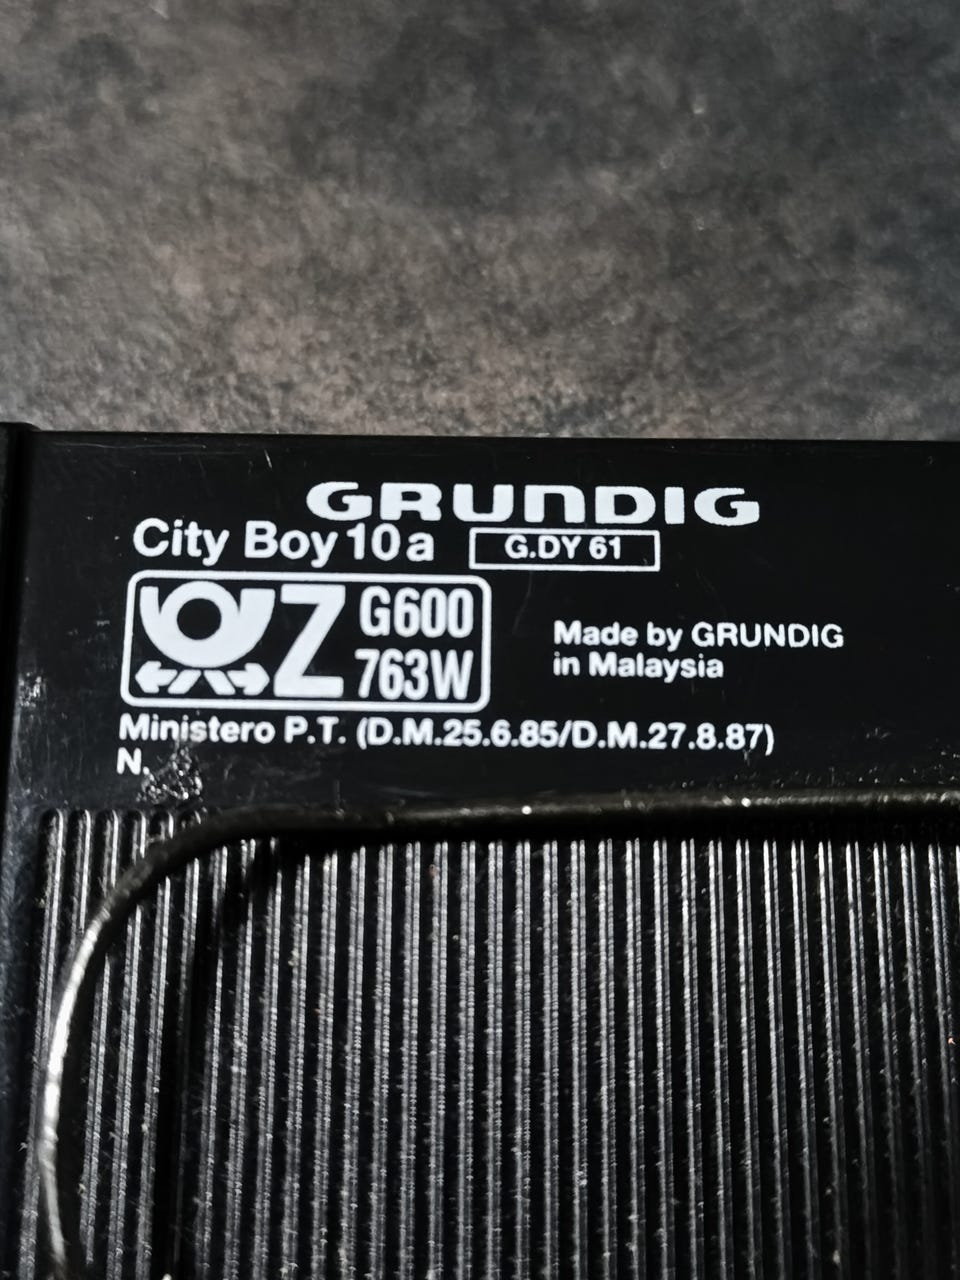 GRUNDIG
City Boy 10a G.DY 61
Z G600
763W
Made by GRUNDIG
in Malaysia
Ministero P.T. (D.M.25.6.85/D.M.27.8.87)
N.